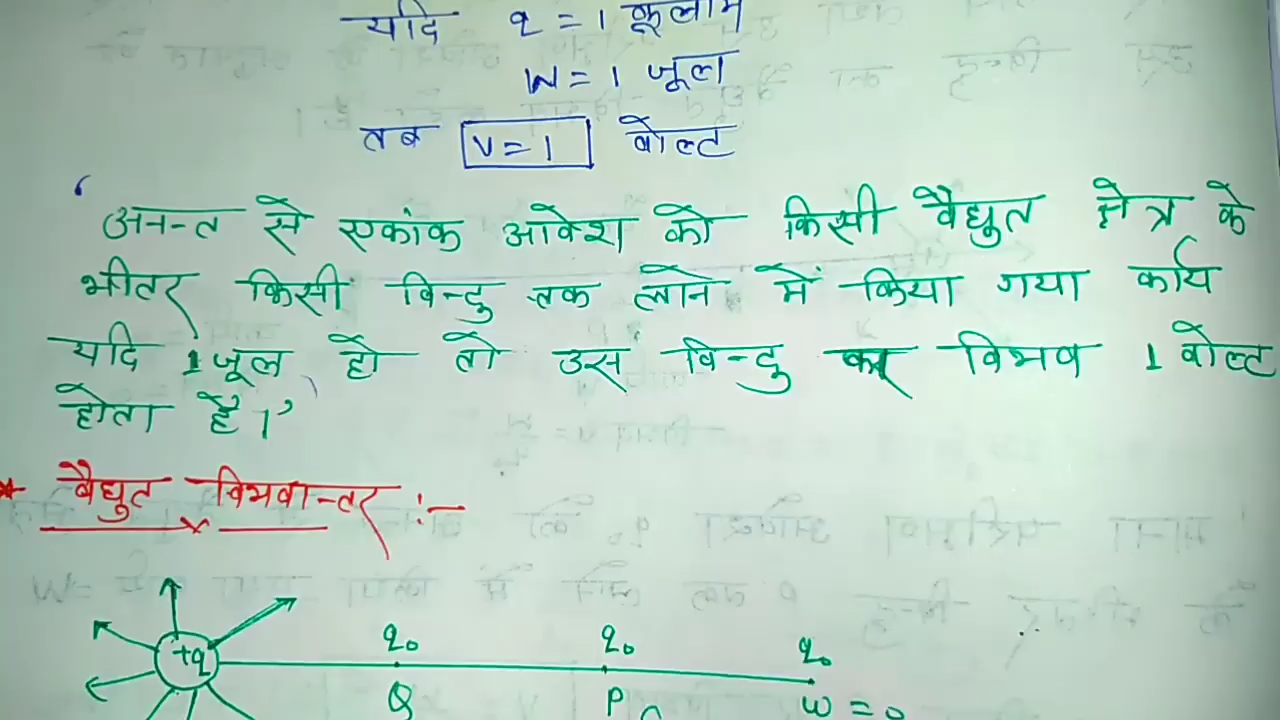 यदि q = 1 कूलाम
W = 1 जूल
तब V = 1 वोल्ट
‘अनन्त से एकांक आवेश को किसी वैद्युत क्षेत्र के
भीतर किसी विन्दु तक लाने में किया गया कार्य
यदि 1 जूल हो तो उस विन्दु का विभव 1 वोल्ट
होता है।’
* वैद्युत विभवान्तर :-
+q q₀ q₀ q₀
Q P W = 0